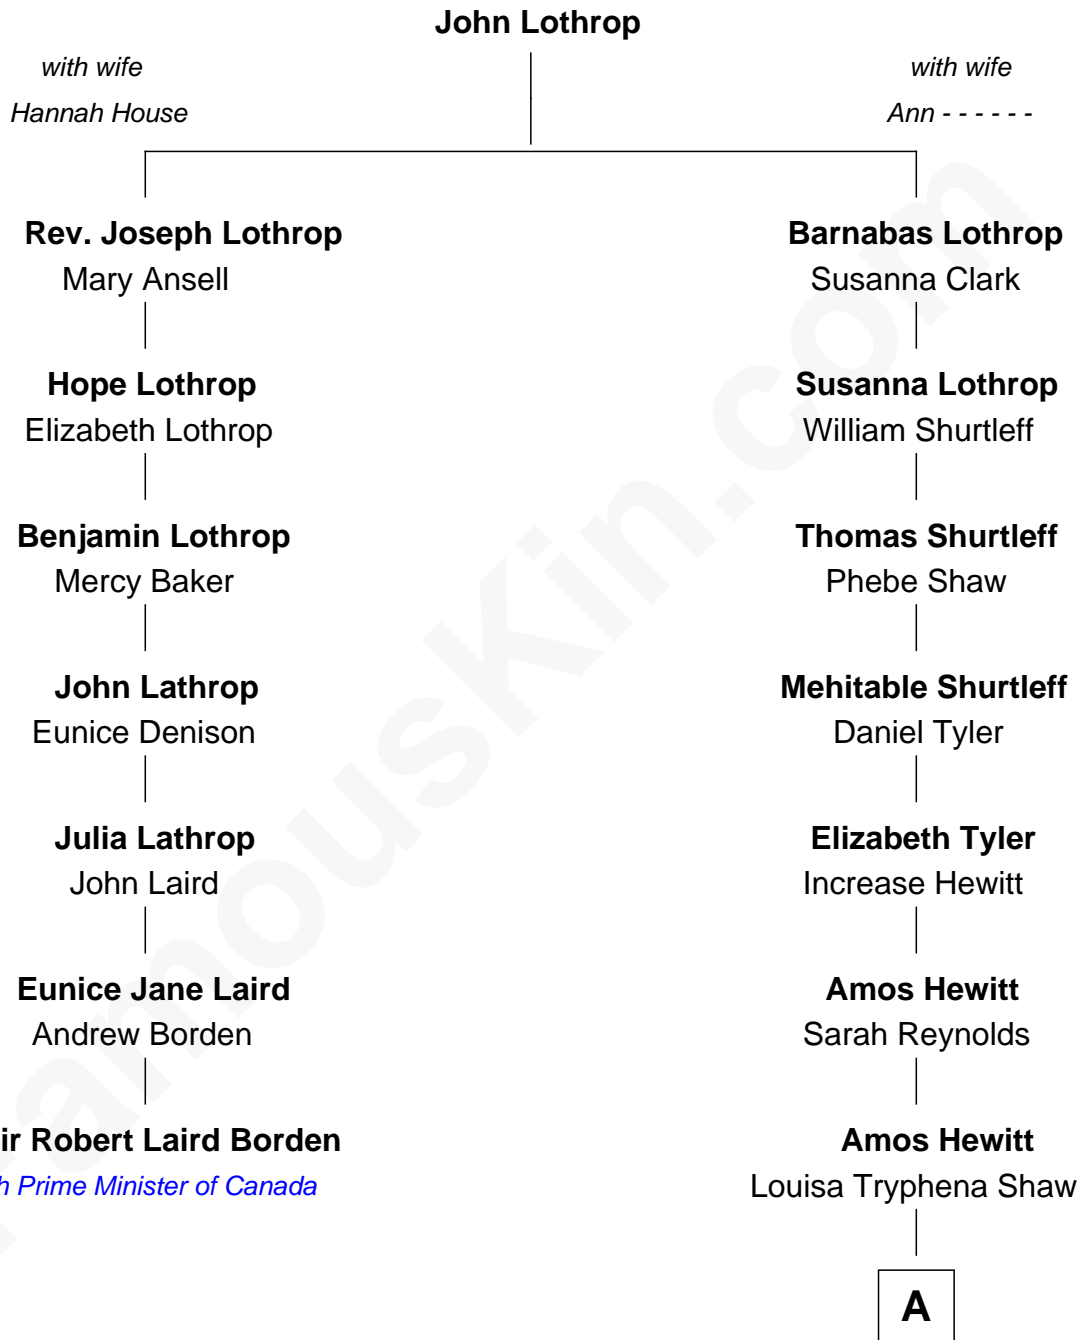 John Lothrop
with wife
Hannah House
with wife
Ann - - - - - -
Rev. Joseph Lothrop
Mary Ansell
Barnabas Lothrop
Susanna Clark
Hope Lothrop
Elizabeth Lothrop
Susanna Lothrop
William Shurtleff
Benjamin Lothrop
Mercy Baker
Thomas Shurtleff
Phebe Shaw
John Lathrop
Eunice Denison
Mehitable Shurtleff
Daniel Tyler
Julia Lathrop
John Laird
Elizabeth Tyler
Increase Hewitt
Eunice Jane Laird
Andrew Borden
Amos Hewitt
Sarah Reynolds
ir Robert Laird Borden
h Prime Minister of Canada
Amos Hewitt
Louisa Tryphena Shaw
A
FamousKin.com